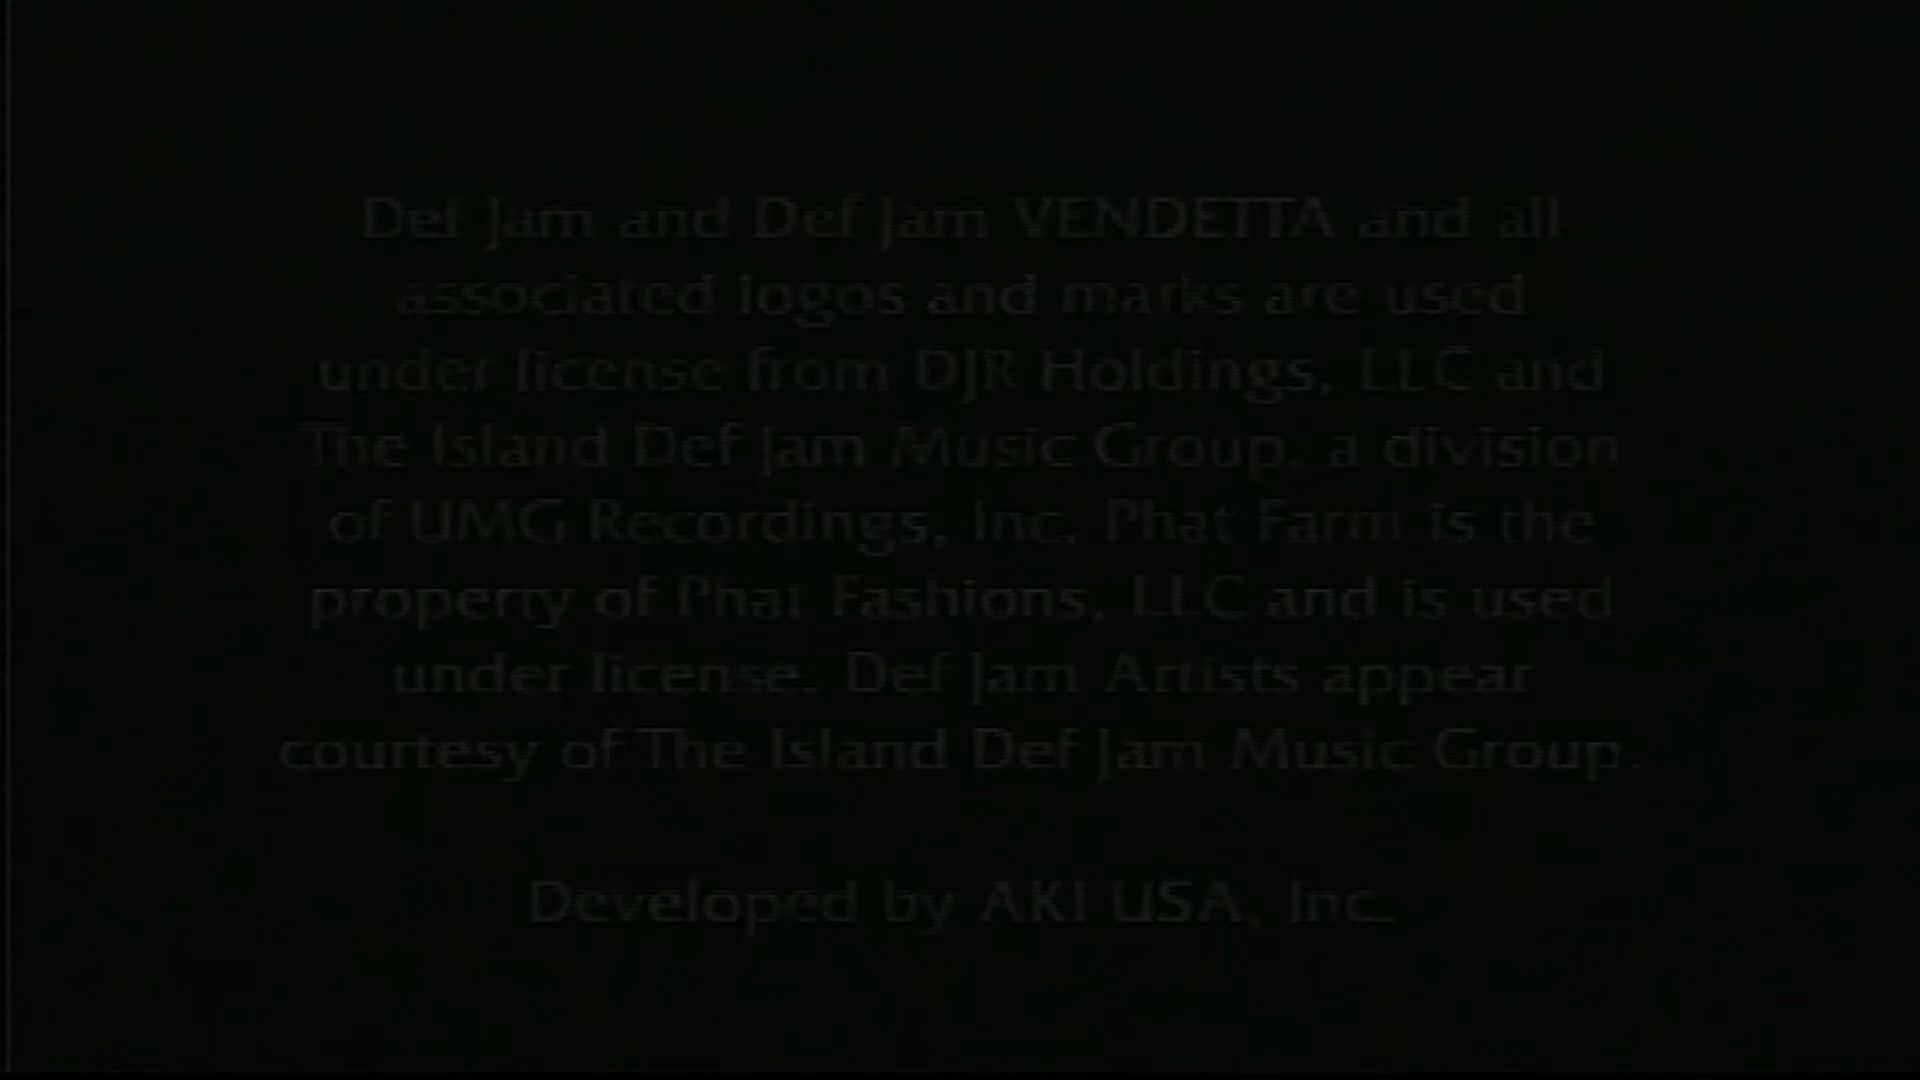 Def Jam and Def Jam VENDETTA and all
associated logos and marks are used
under license from DJR Holdings, LLC and
The Island Def Jam Music Group, a division
of UMG Recordings, Inc. Phat Farm is the
property of Phat Fashions, LLC and is used
under license. Def Jam Artists appear
courtesy of The Island Def Jam Music Group.
Developed by AKI USA, Inc.